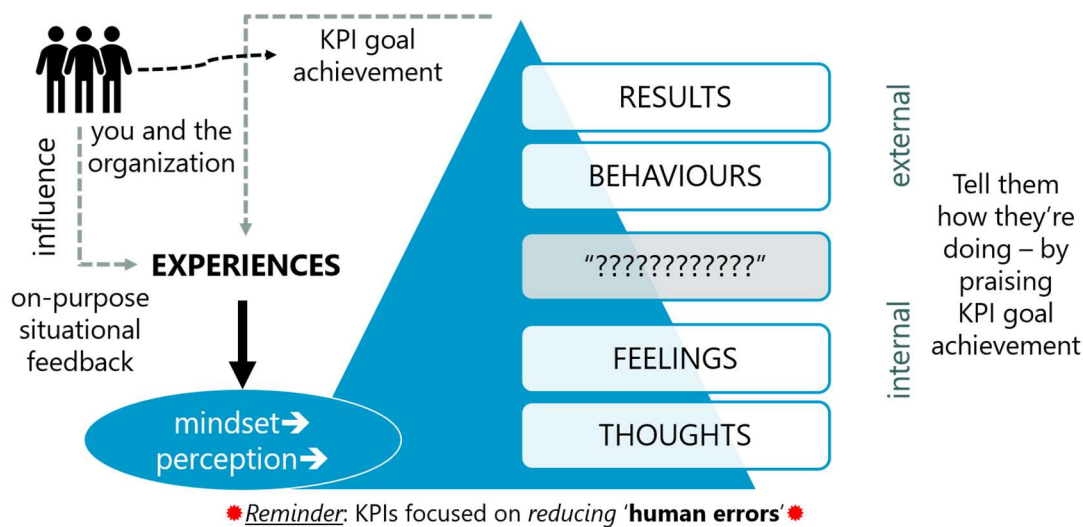 KPI goal
achievement
you and the
organization
influence
EXPERIENCES
on-purpose
situational
feedback
mindset➔
perception➔
RESULTS
BEHAVIOURS
"????????????"
FEELINGS
THOUGHTS
external
internal
Tell them
how they're
doing – by
praising
KPI goal
achievement
Reminder: KPIs focused on reducing 'human errors'